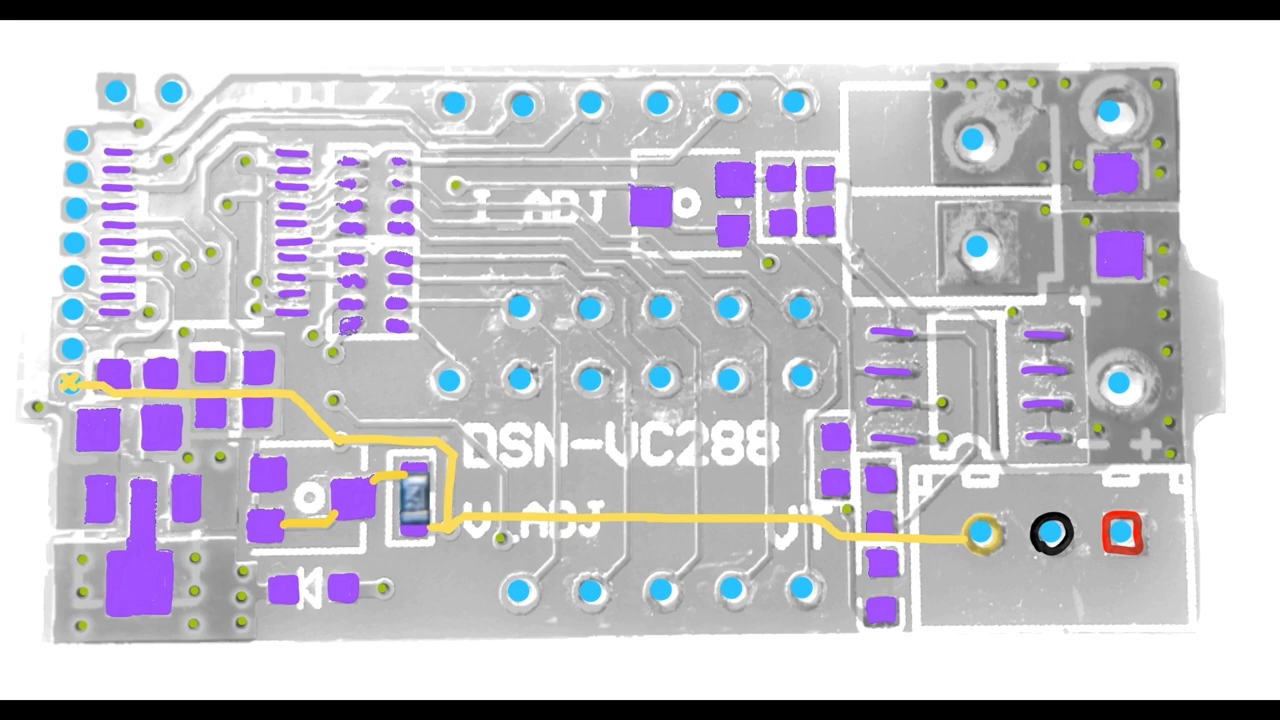 I ADJ
DSN-VC288
V ADJ
+
- +